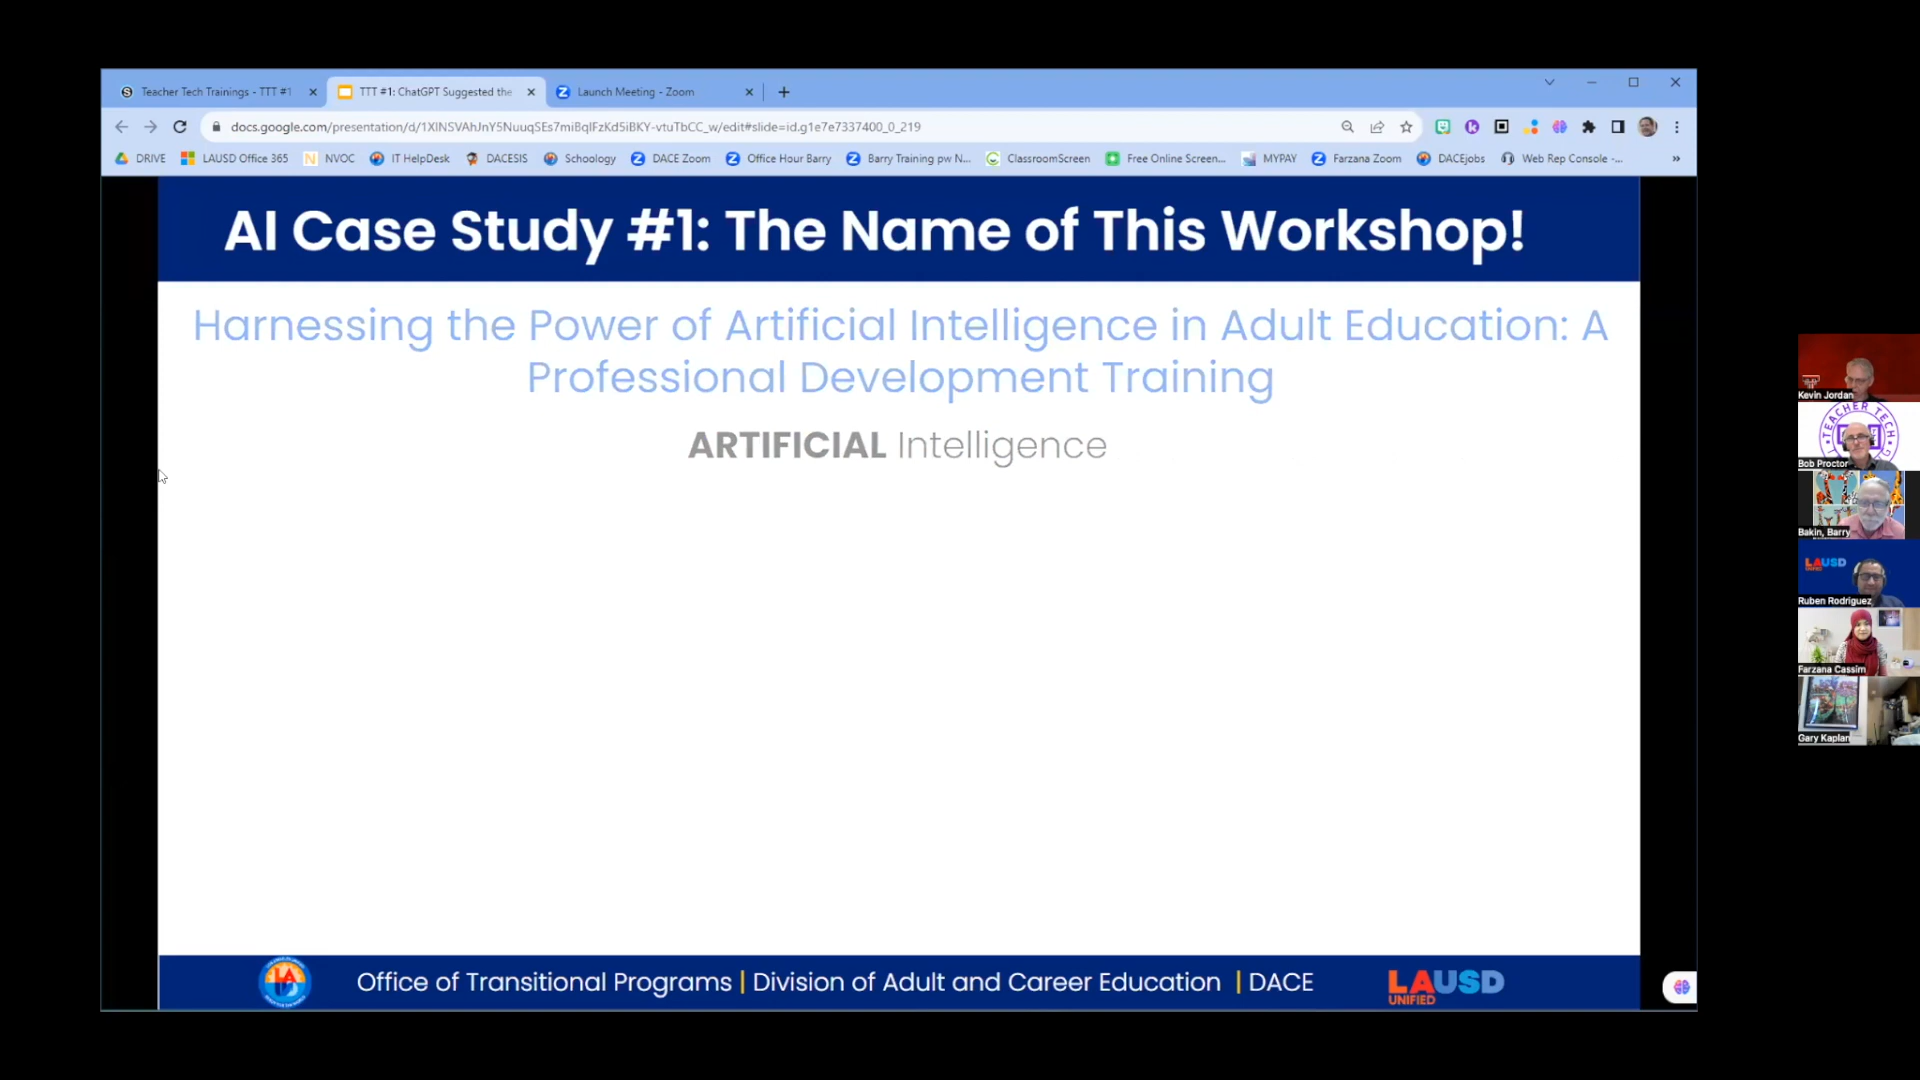 Teacher Tech Trainings - TTT #1
TTT #1: ChatGPT Suggested the
Launch Meeting - Zoom
docs.google.com/presentation/d/1XINSVAhJnY5NuuqSEs7miBqlFzKd5iBKY-vtuTbCC_w/edit#slide=id.g1e7e7337400_0_219
DRIVE
LAUSD Office 365
NVOC
IT HelpDesk
DACESIS
Schoology
DACE Zoom
Office Hour Barry
Barry Training pw N...
ClassroomScreen
Free Online Screen...
MYPAY
Farzana Zoom
DACEjobs
Web Rep Console -...
AI Case Study #1: The Name of This Workshop!
Harnessing the Power of Artificial Intelligence in Adult Education: A
Professional Development Training
ARTIFICIAL Intelligence
Office of Transitional Programs | Division of Adult and Career Education | DACE
LAUSD
UNIFIED
Kevin Jordan
TEACHER TECH
Bob Proctor
Bakin, Barry
LAUSD
UNIFIED
Ruben Rodriguez
Farzana Cassim
Gary Kaplan